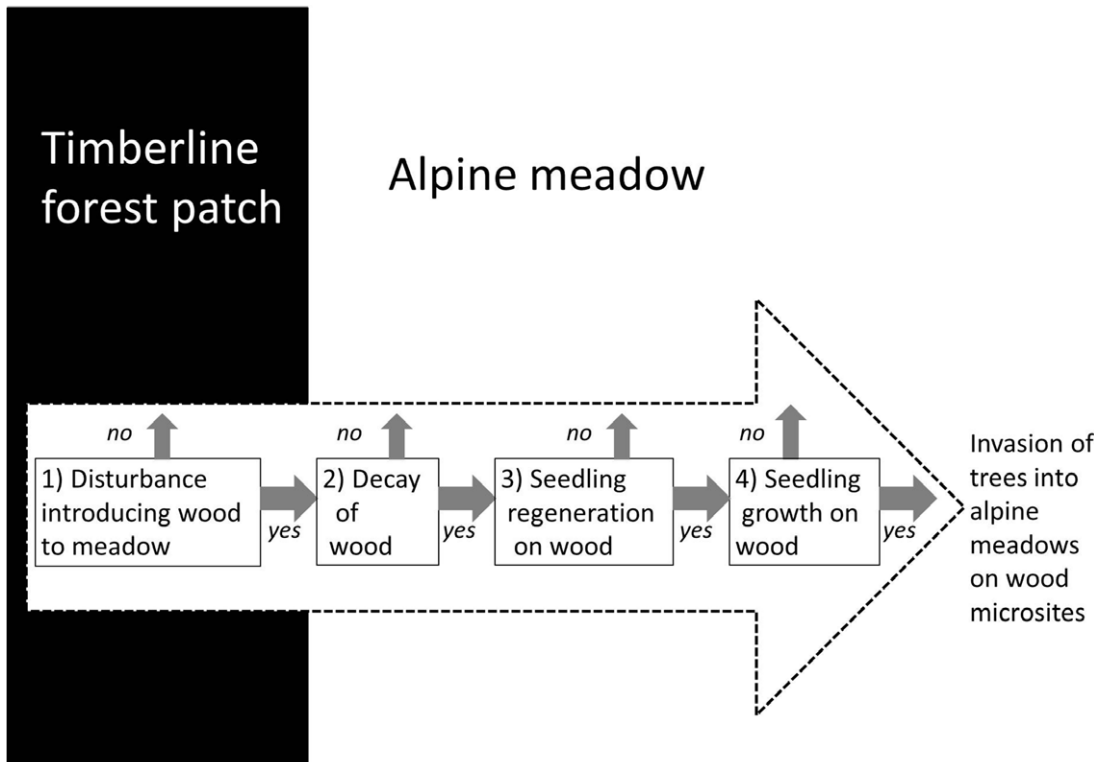 Timberline
forest patch
Alpine meadow
no
no
no
no
1) Disturbance
introducing wood
to meadow
yes
2) Decay
of
wood
yes
3) Seedling
regeneration
on wood
yes
4) Seedling
growth on
wood
yes
Invasion of
trees into
alpine
meadows
on wood
microsites